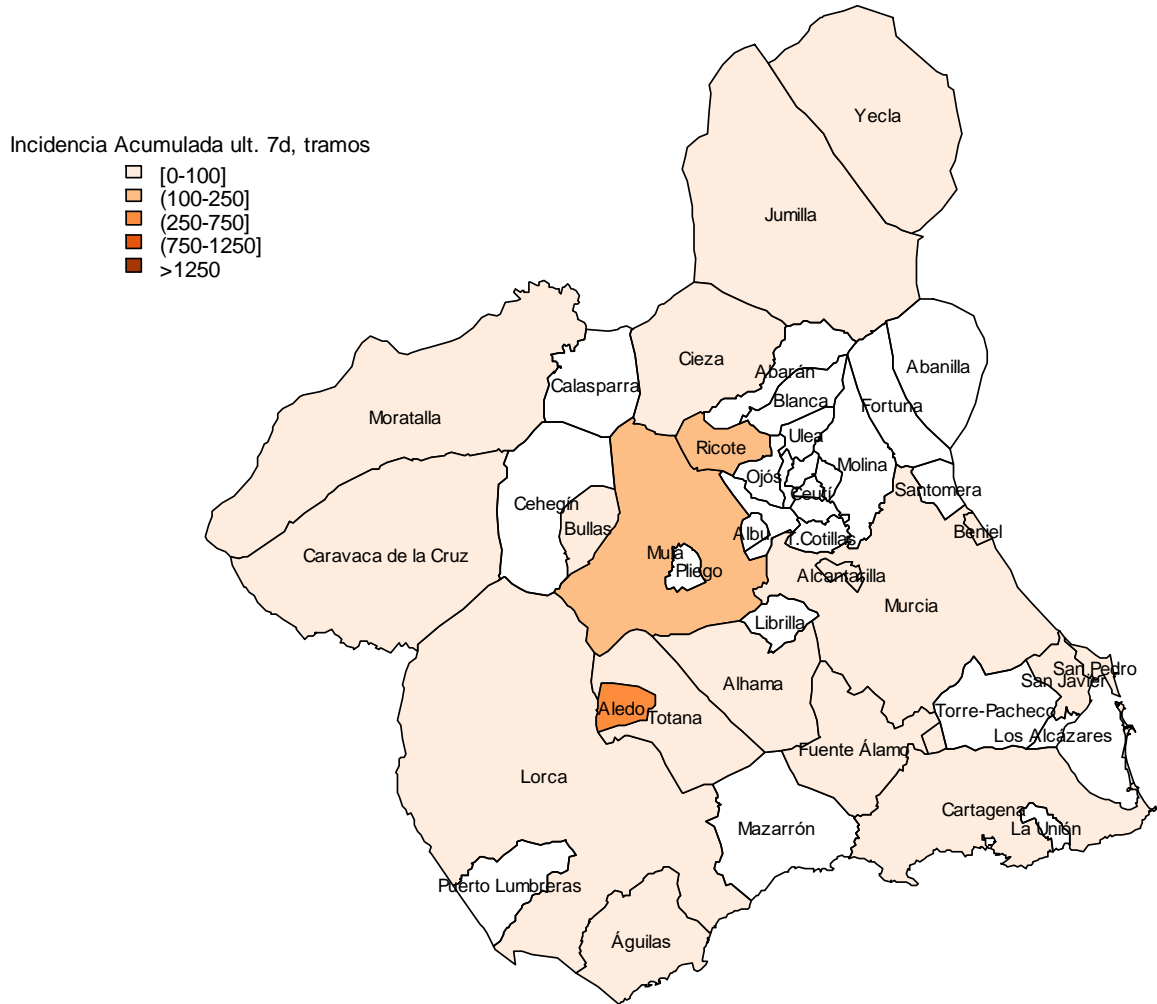 Incidencia Acumulada ult. 7d, tramos
[0-100]
(100-250]
(250-750]
(750-1250]
>1250
Yecla
Jumilla
Cieza
Abarán
Abanilla
Calasparra
Blanca
Fortuna
Moratalla
Ricote
Ulea
Molina
Ojós
Ceutí
Santomera
Cehegín
Bullas
Albu
T.Cotillas
Beniel
Caravaca de la Cruz
Mula
Pliego
Alcantarilla
Murcia
Librilla
San Pedro
San Javier
Alhama
Aledo
Totana
Torre-Pacheco
Los Alcázares
Fuente Álamo
Lorca
Cartagena
La Unión
Mazarrón
Puerto Lumbreras
Águilas